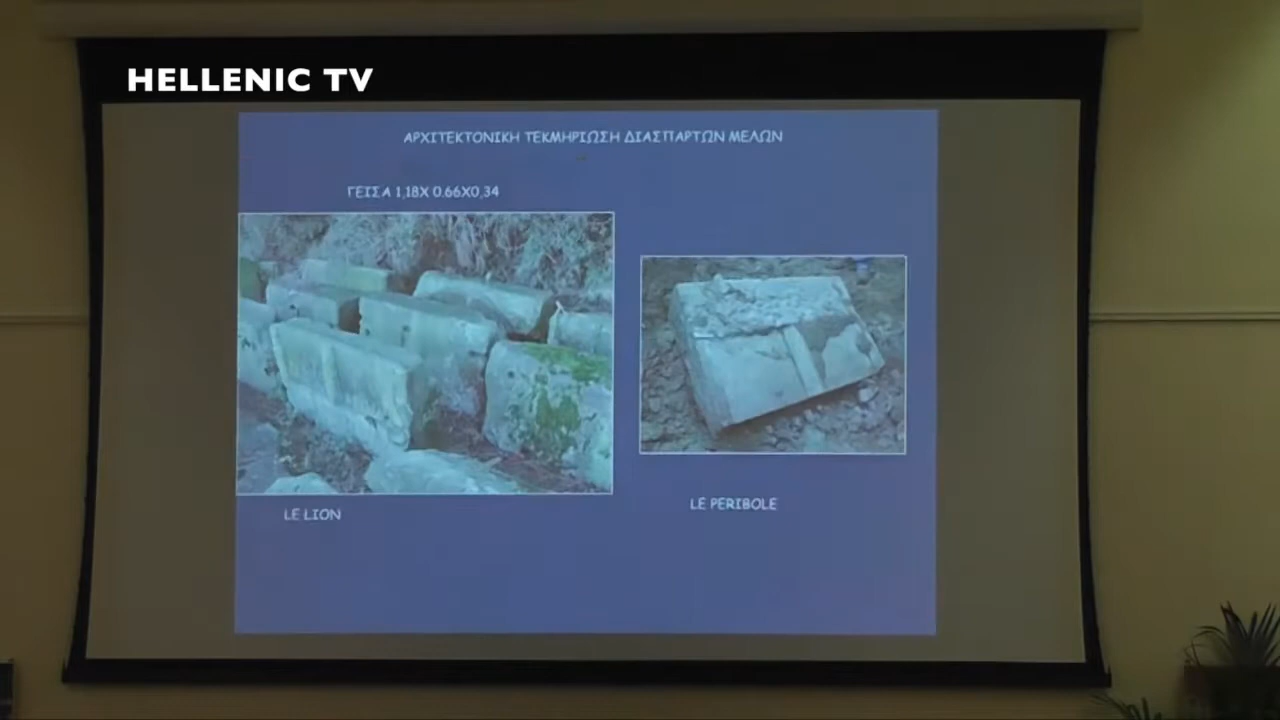 HELLENIC TV
ΑΡΧΙΤΕΚΤΟΝΙΚΗ ΤΕΚΜΗΡΙΩΣΗ ΔΙΑΣΠΑΡΤΩΝ ΜΕΛΩΝ
ΓΕΙΣΑ 1,18Χ 0.66Χ0,34
LE LION
LE PERIBOLE